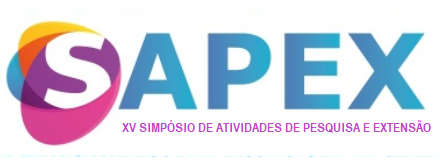 SAPEX
XV SIMPÓSIO DE ATIVIDADES DE PESQUISA E EXTENSÃO